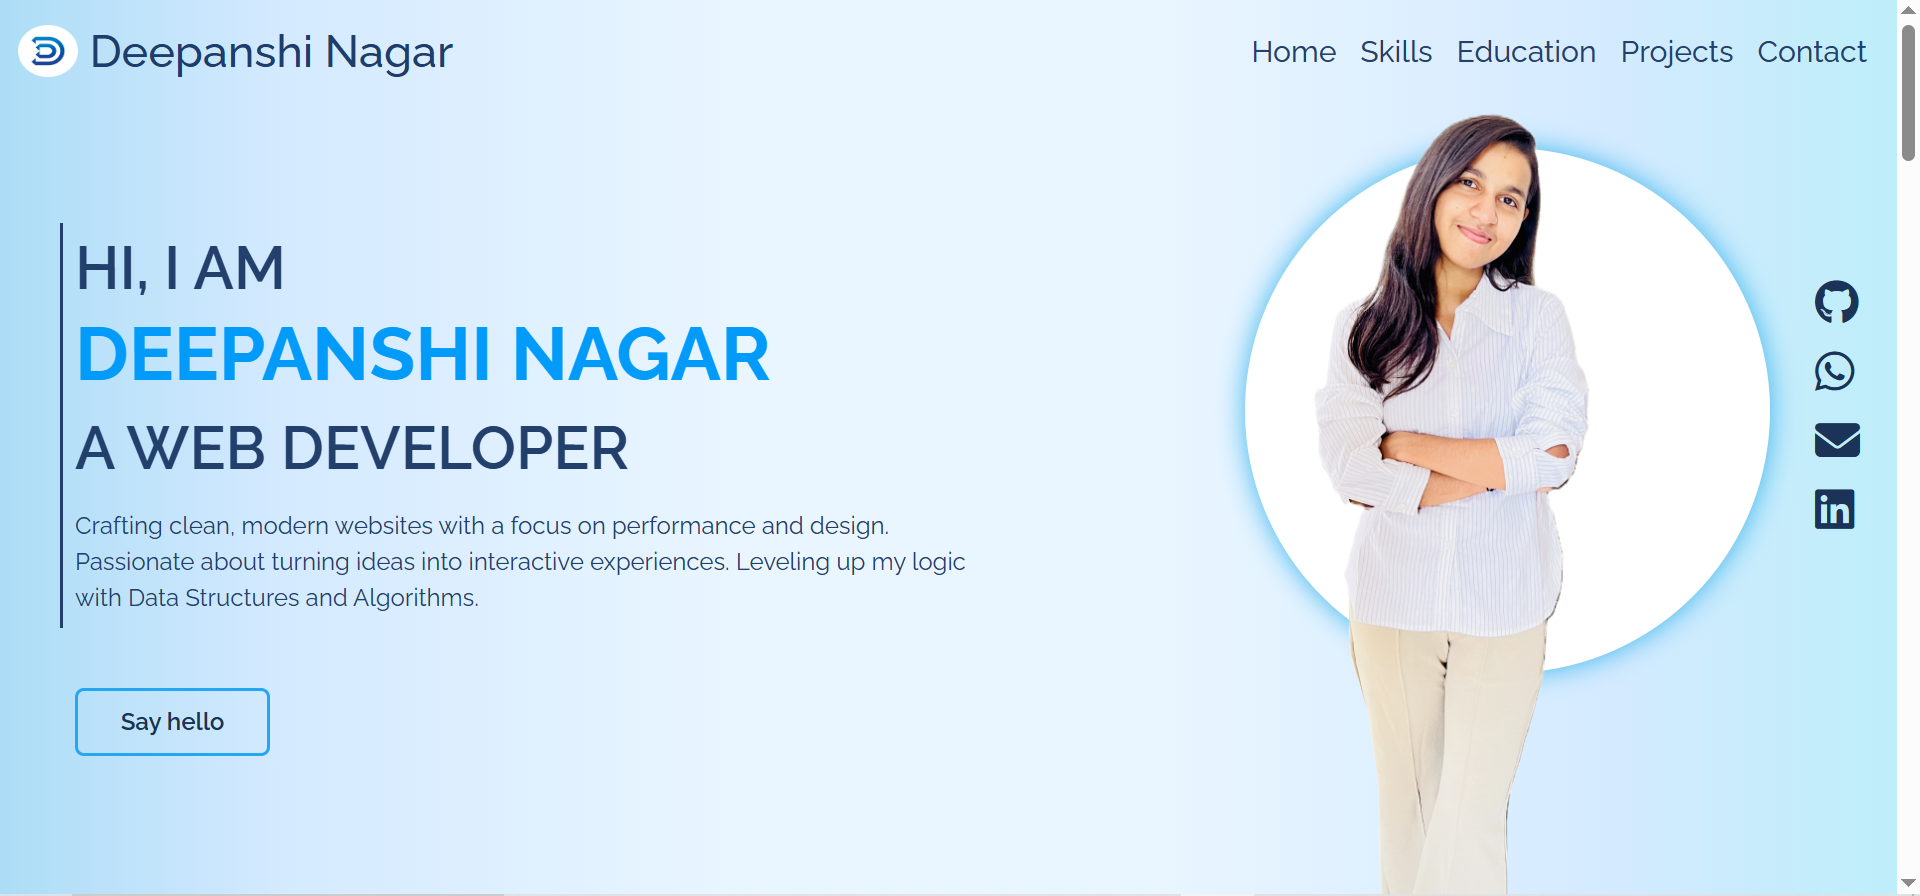 Deepanshi Nagar
Home Skills Education Projects Contact
HI, I AM
DEEPANSHI NAGAR
A WEB DEVELOPER
Crafting clean, modern websites with a focus on performance and design.
Passionate about turning ideas into interactive experiences. Leveling up my logic
with Data Structures and Algorithms.
Say hello
in